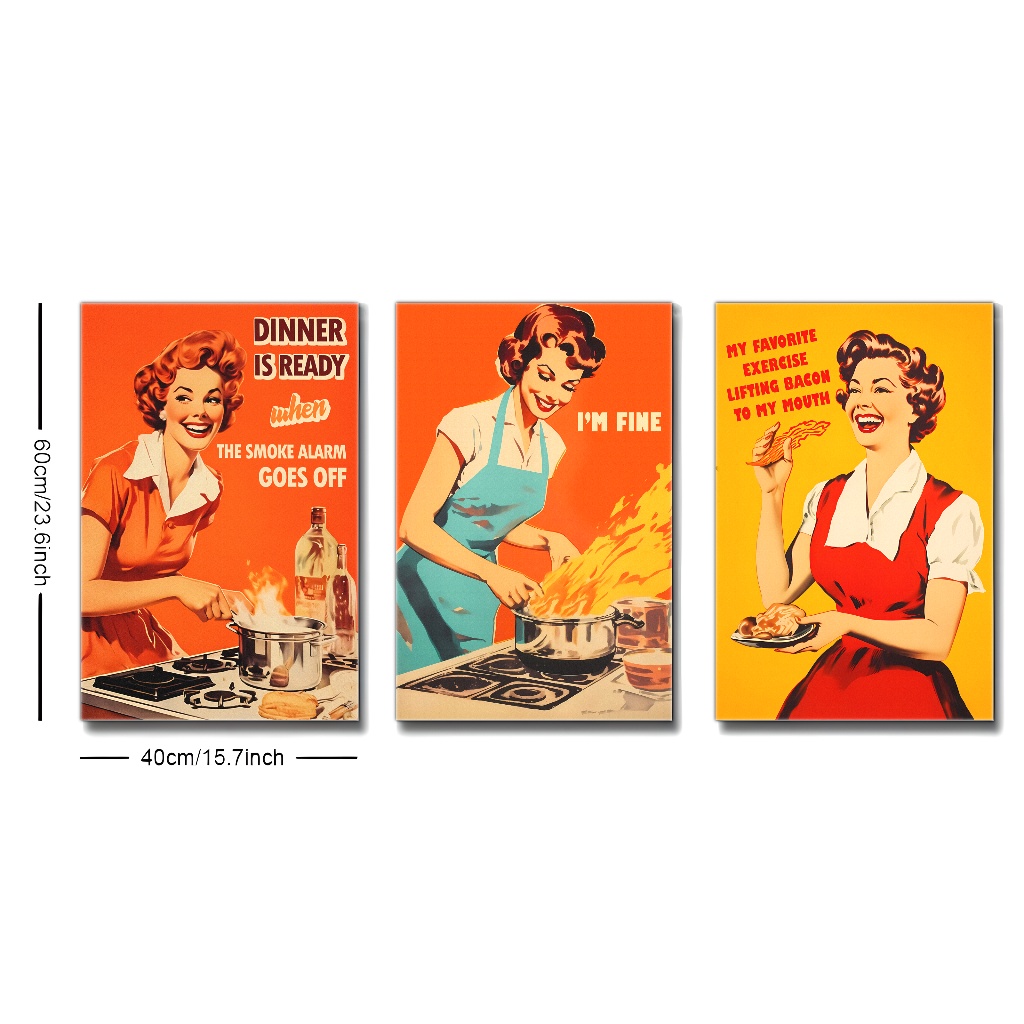 DINNER
IS READY
when
THE SMOKE ALARM
GOES OFF
I'M FINE
MY FAVORITE
EXERCISE
LIFTING BACON
TO MY MOUTH
60cm/23.6inch
40cm/15.7inch